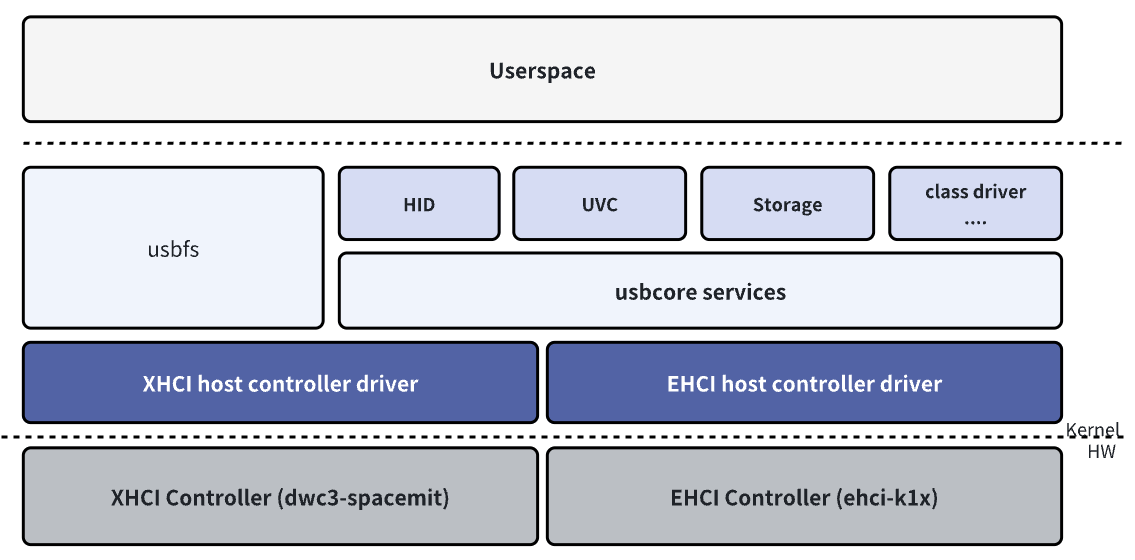 Userspace
usbfs
HID
UVC
Storage
class driver
....
usbcore services
XHCI host controller driver
EHCI host controller driver
Kernel
HW
XHCI Controller (dwc3-spacemit)
EHCI Controller (ehci-k1x)